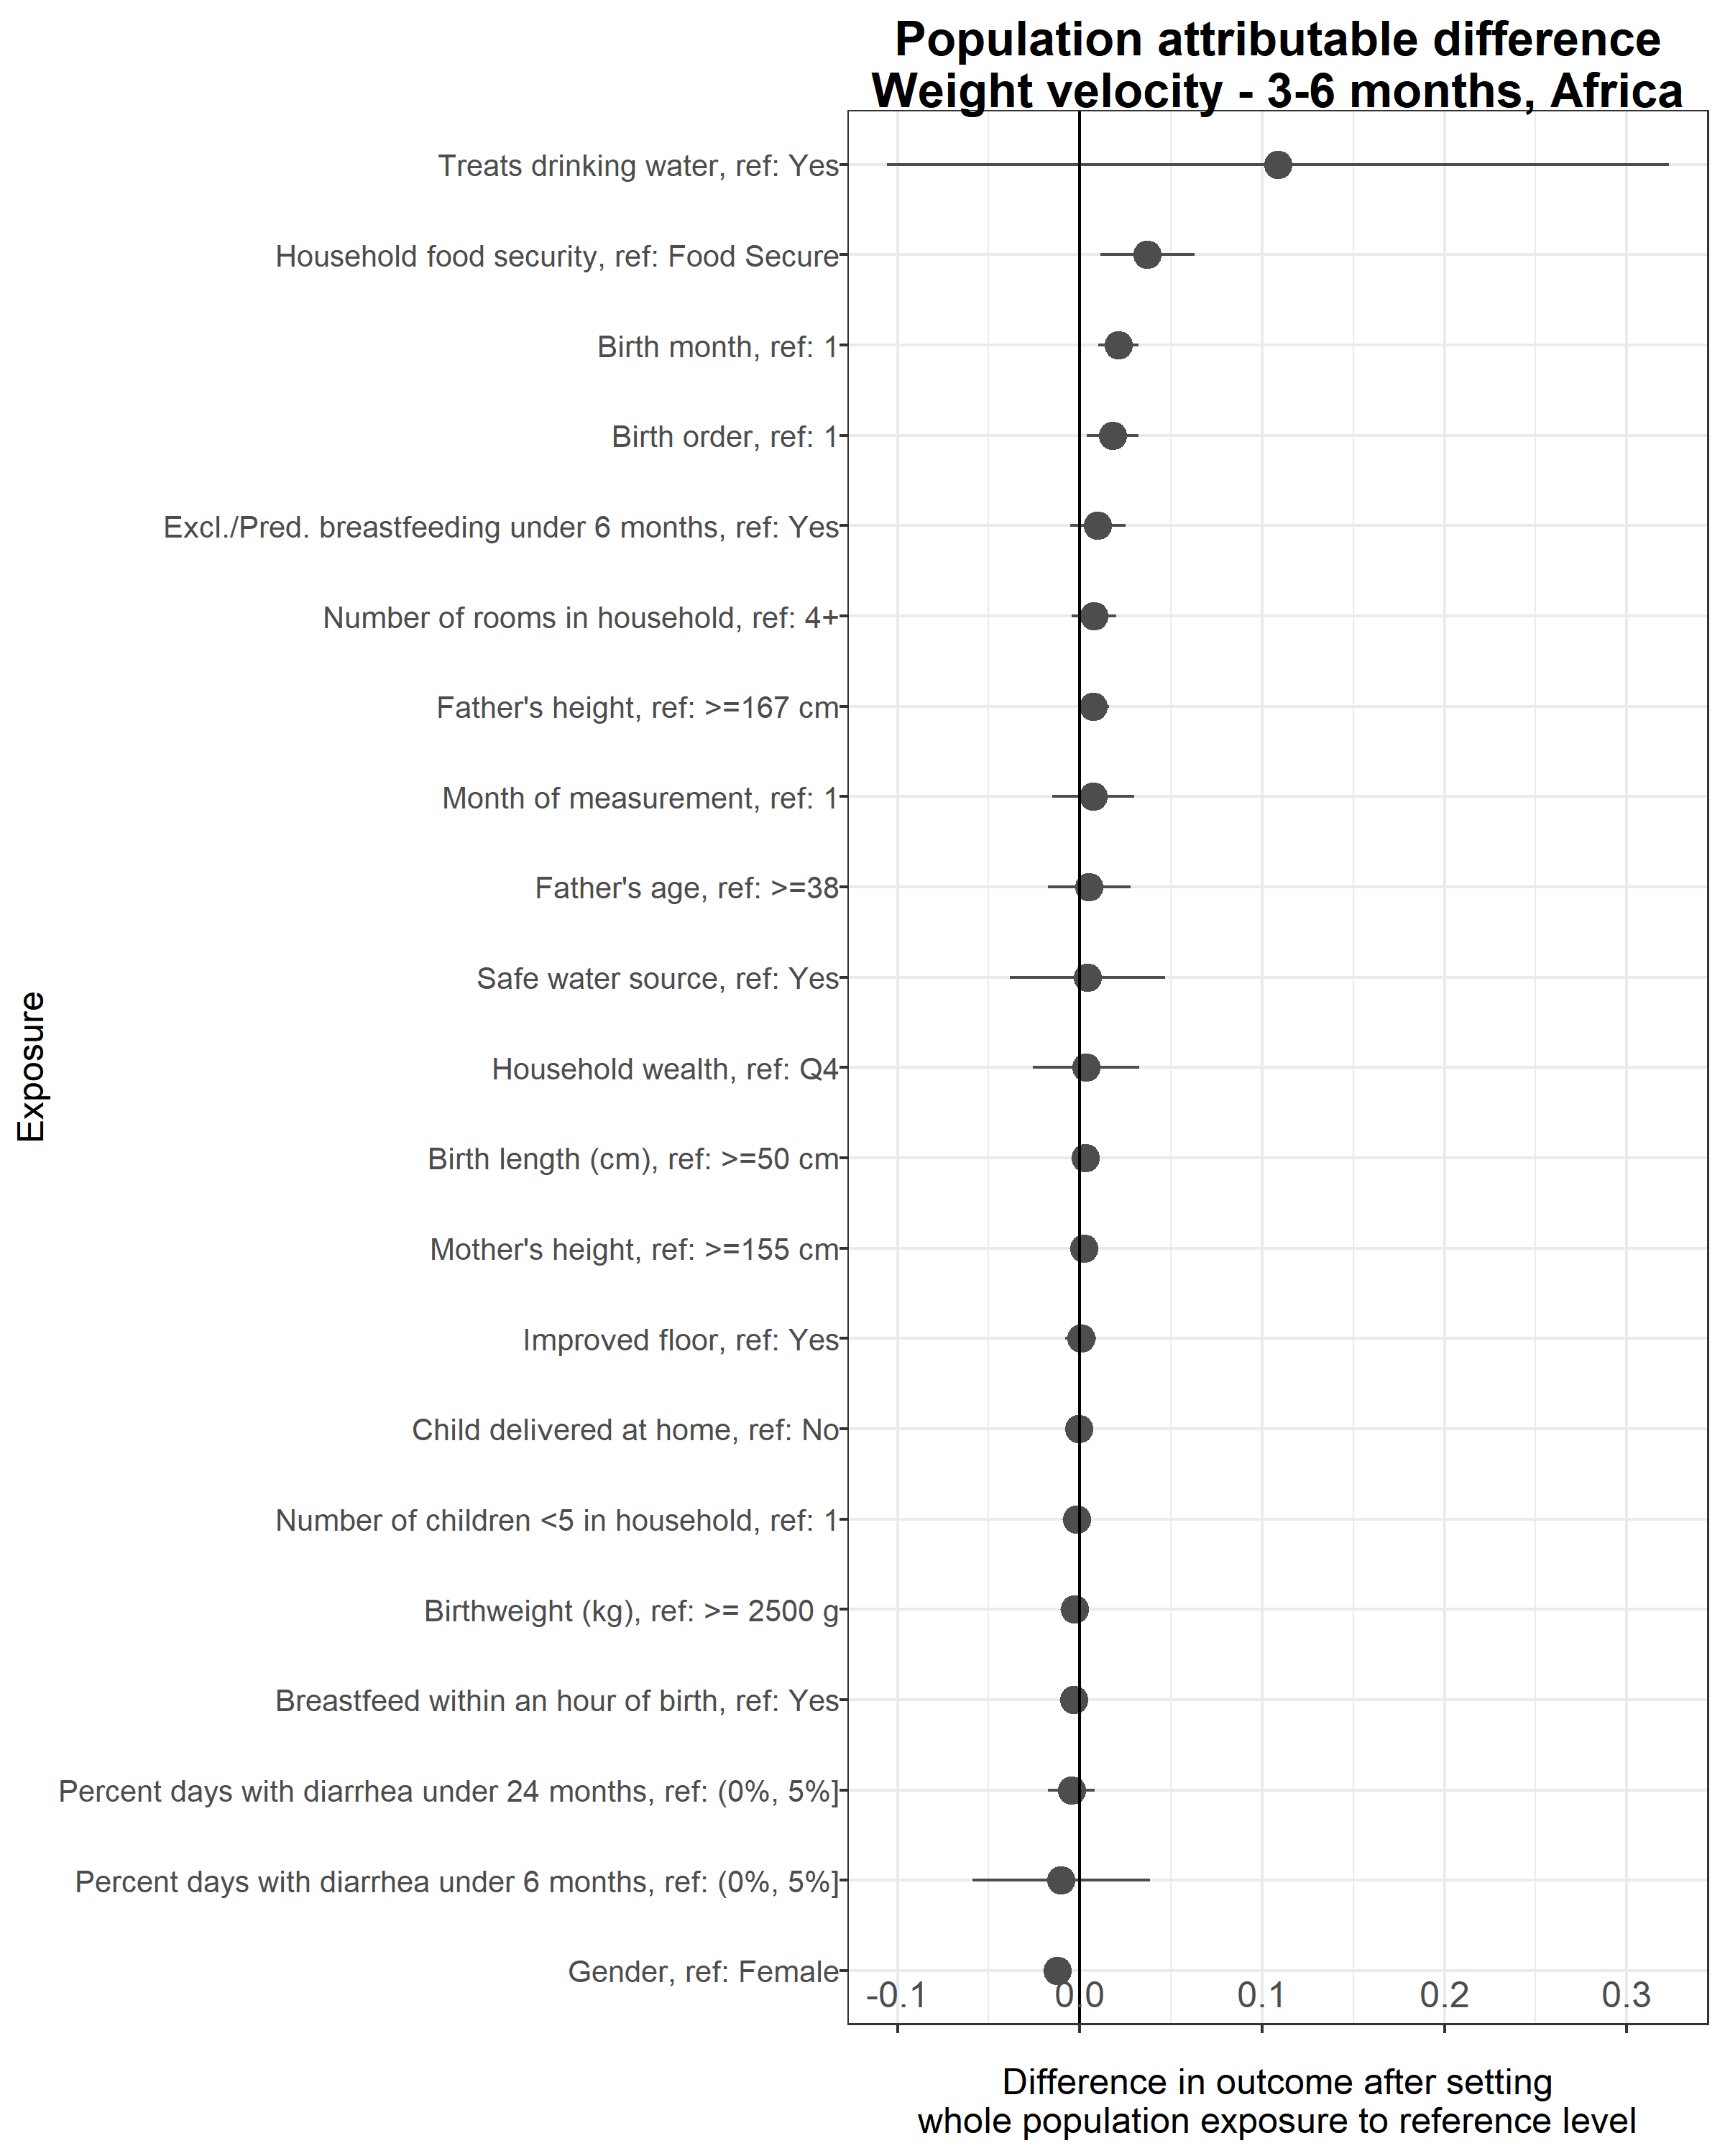 Population attributable difference
Weight velocity - 3-6 months, Africa
Exposure
Treats drinking water, ref: Yes
Household food security, ref: Food Secure
Birth month, ref: 1
Birth order, ref: 1
Excl./Pred. breastfeeding under 6 months, ref: Yes
Number of rooms in household, ref: 4+
Father's height, ref: >=167 cm
Month of measurement, ref: 1
Father's age, ref: >=38
Safe water source, ref: Yes
Household wealth, ref: Q4
Birth length (cm), ref: >=50 cm
Mother's height, ref: >=155 cm
Improved floor, ref: Yes
Child delivered at home, ref: No
Number of children <5 in household, ref: 1
Birthweight (kg), ref: >= 2500 g
Breastfeed within an hour of birth, ref: Yes
Percent days with diarrhea under 24 months, ref: (0%, 5%]
Percent days with diarrhea under 6 months, ref: (0%, 5%]
Gender, ref: Female
-0.1 0.0 0.1 0.2 0.3
Difference in outcome after setting
whole population exposure to reference level